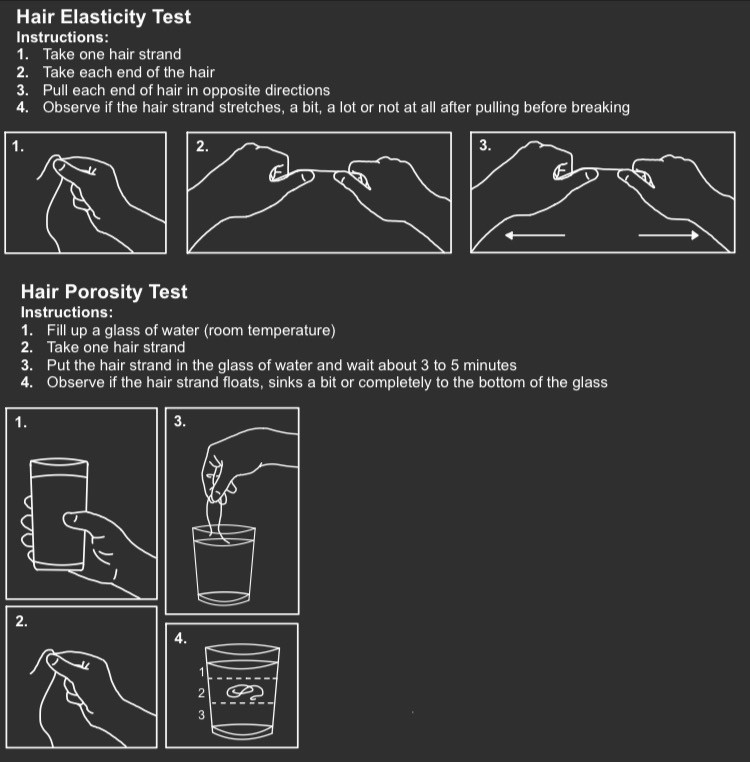 Hair Elasticity Test
Instructions:
1. Take one hair strand
2. Take each end of the hair
3. Pull each end of hair in opposite directions
4. Observe if the hair strand stretches, a bit, a lot or not at all after pulling before breaking
1.
2.
3.
Hair Porosity Test
Instructions:
1. Fill up a glass of water (room temperature)
2. Take one hair strand
3. Put the hair strand in the glass of water and wait about 3 to 5 minutes
4. Observe if the hair strand floats, sinks a bit or completely to the bottom of the glass
1.
3.
2.
4.
1
2
3